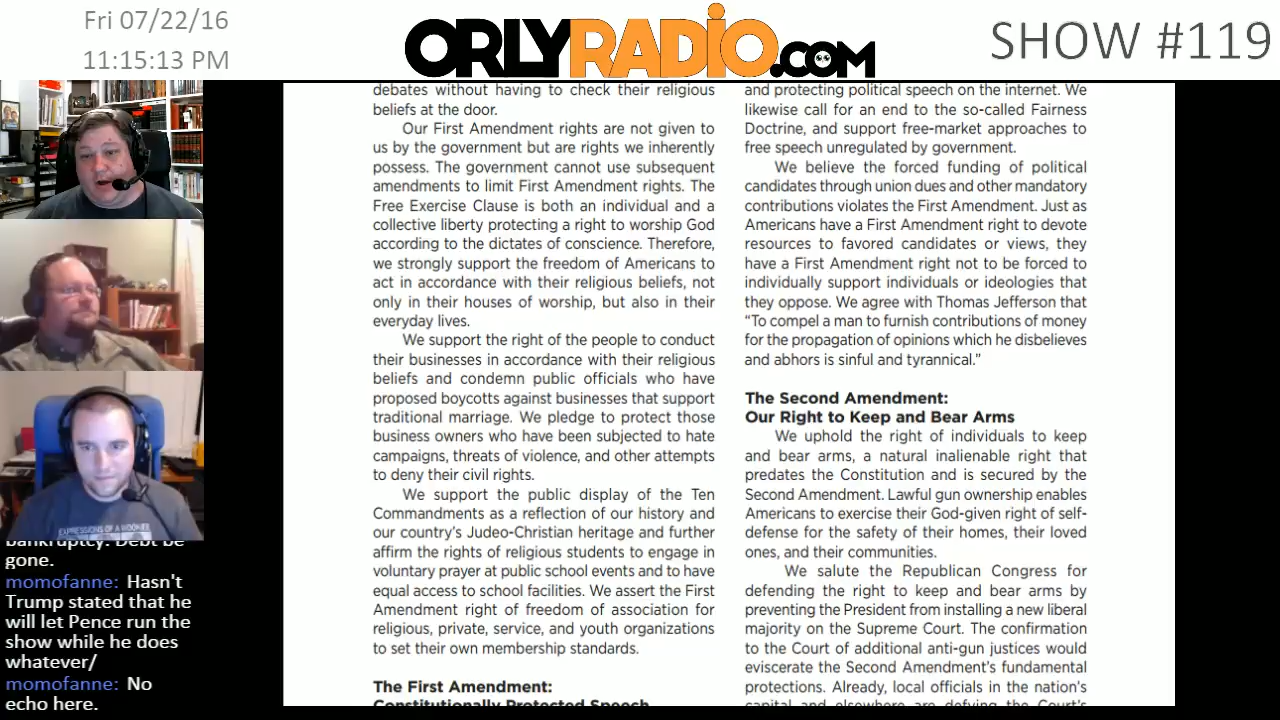 Fri 07/22/16
11:15:13 PM
ORLYRADIO.COM
SHOW #119
debates without having to check their religious
beliefs at the door.
Our First Amendment rights are not given to
us by the government but are rights we inherently
possess. The government cannot use subsequent
amendments to limit First Amendment rights. The
Free Exercise Clause is both an individual and a
collective liberty protecting a right to worship God
according to the dictates of conscience. Therefore,
we strongly support the freedom of Americans to
act in accordance with their religious beliefs, not
only in their houses of worship, but also in their
everyday lives.
We support the right of the people to conduct
their businesses in accordance with their religious
beliefs and condemn public officials who have
proposed boycotts against businesses that support
traditional marriage. We pledge to protect those
business owners who have been subjected to hate
campaigns, threats of violence, and other attempts
to deny their civil rights.
We support the public display of the Ten
Commandments as a reflection of our history and
our country's Judeo-Christian heritage and further
affirm the rights of religious students to engage in
voluntary prayer at public school events and to have
equal access to school facilities. We assert the First
Amendment right of freedom of association for
religious, private, service, and youth organizations
to set their own membership standards.
The First Amendment:
Constitutionally Protected Speech
and protecting political speech on the internet. We
likewise call for an end to the so-called Fairness
Doctrine, and support free-market approaches to
free speech unregulated by government.
We believe the forced funding of political
candidates through union dues and other mandatory
contributions violates the First Amendment. Just as
Americans have a First Amendment right to devote
resources to favored candidates or views, they
have a First Amendment right not to be forced to
individually support individuals or ideologies that
they oppose. We agree with Thomas Jefferson that
“To compel a man to furnish contributions of money
for the propagation of opinions which he disbelieves
and abhors is sinful and tyrannical.”
The Second Amendment:
Our Right to Keep and Bear Arms
We uphold the right of individuals to keep
and bear arms, a natural inalienable right that
predates the Constitution and is secured by the
Second Amendment. Lawful gun ownership enables
Americans to exercise their God-given right of self-
defense for the safety of their homes, their loved
ones, and their communities.
We salute the Republican Congress for
defending the right to keep and bear arms by
preventing the President from installing a new liberal
majority on the Supreme Court. The confirmation
to the Court of additional anti-gun justices would
eviscerate the Second Amendment's fundamental
protections. Already, local officials in the nation's
capital and elsewhere are defying the Court's
EXPRESSIONS OF A WOOKIEE
bankruptcy. Debt be
gone.
momofanne: Hasn't
Trump stated that he
will let Pence run the
show while he does
whatever/
momofanne: No
echo here.